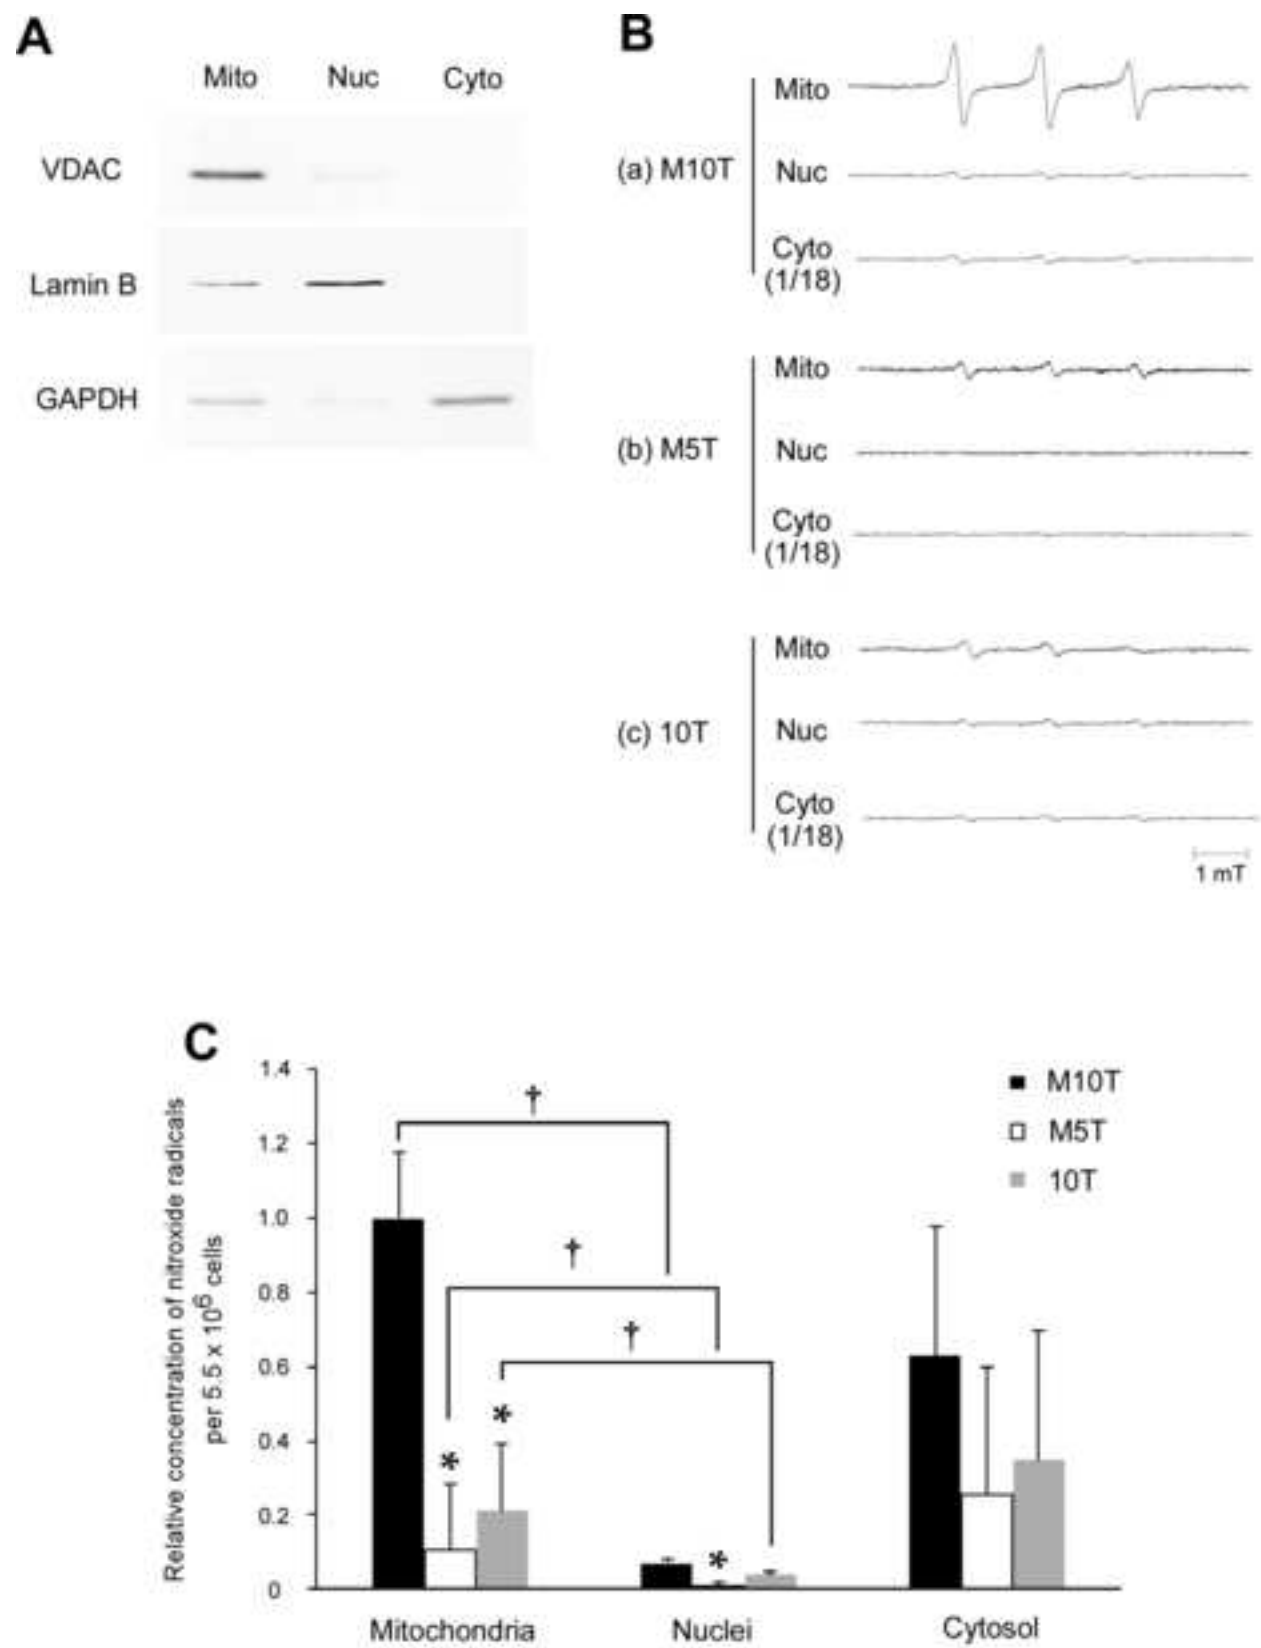 A
Mito Nuc Cyto
VDAC
Lamin B
GAPDH
B
(a) M10T
Mito
Nuc
Cyto
(1/18)
(b) M5T
Mito
Nuc
Cyto
(1/18)
(c) 10T
Mito
Nuc
Cyto
(1/18)
1 mT
C
Relative concentration of nitroxide radicals
per 5.5 x 10⁶ cells
1.4
1.2
1.0
0.8
0.6
0.4
0.2
0
†
†
†
*
*
*
M10T
M5T
10T
Mitochondria Nuclei Cytosol